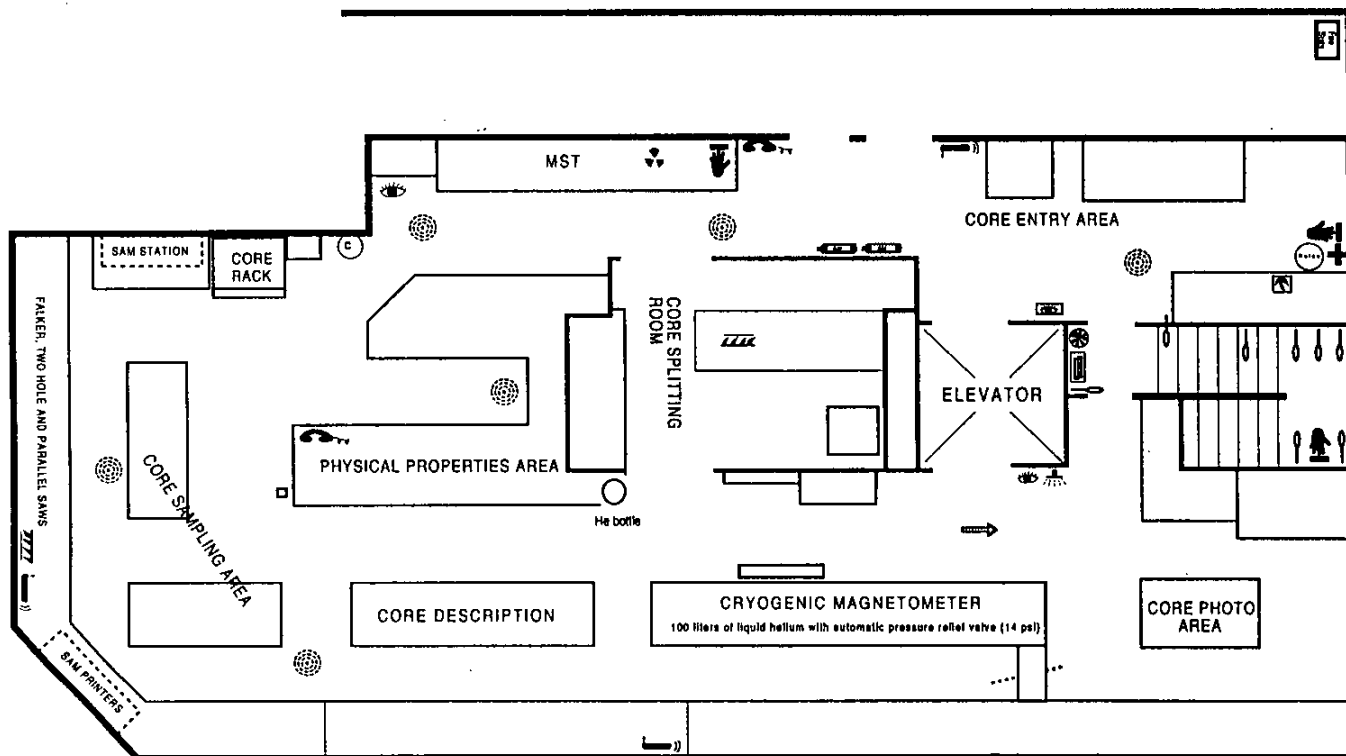 MST
CORE ENTRY AREA
SAM STATION
CORE
RACK
C
CORE SPLITTING
ROOM
ELEVATOR
FALKER, TWO HOLE AND PARALLEL SAWS
PHYSICAL PROPERTIES AREA
CORE SAMPLING AREA
He bottle
CORE DESCRIPTION
CRYOGENIC MAGNETOMETER
100 liters of liquid helium with automatic pressure relief valve (14 psi)
CORE PHOTO
AREA
SAM PRINTERS